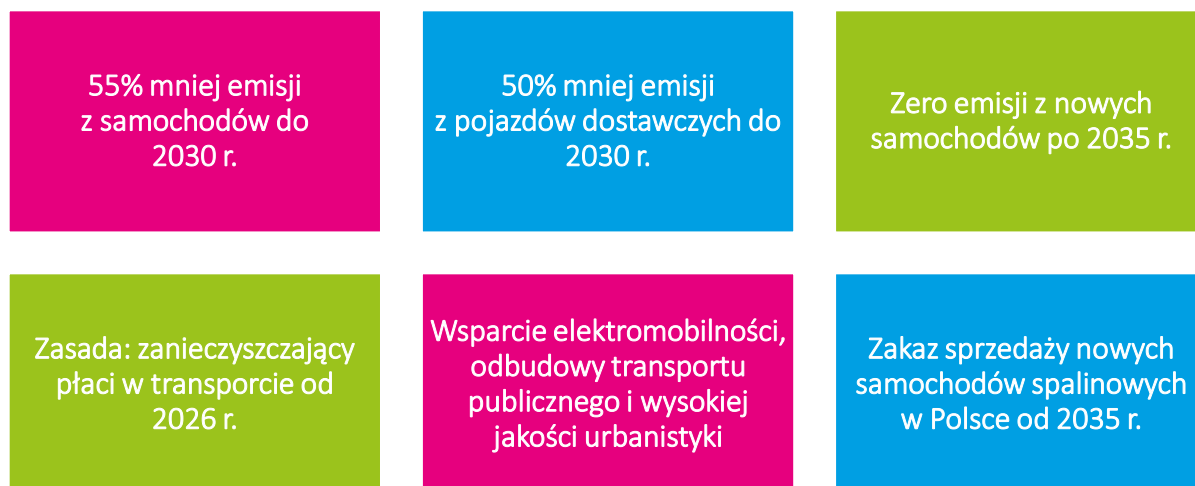 55% mniej emisji
z samochodów do
2030 r.
50% mniej emisji
z pojazdów dostawczych do
2030 r.
Zero emisji z nowych
samochodów po 2035 r.
Zasada: zanieczyszczający
płaci w transporcie od
2026 r.
Wsparcie elektromobilności,
odbudowy transportu
publicznego i wysokiej
jakości urbanistyki
Zakaz sprzedaży nowych
samochodów spalinowych
w Polsce od 2035 r.